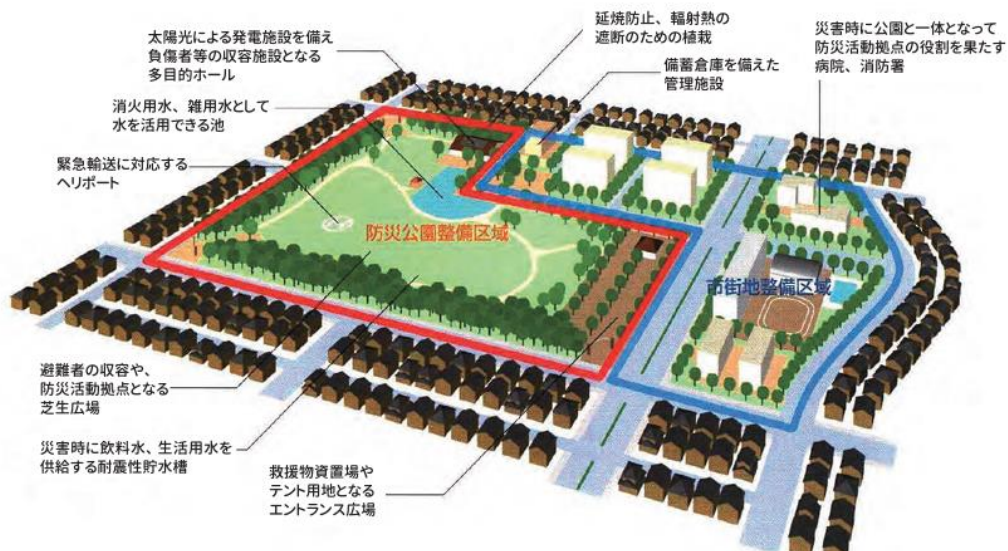 太陽光による発電施設を備え
負傷者等の収容施設となる
多目的ホール
延焼防止、輻射熱の
遮断のための植栽
災害時に公園と一体となって
防災活動拠点の役割を果たす
病院、消防署
備蓄倉庫を備えた
管理施設
消火用水、雑用水として
水を活用できる池
緊急輸送に対応する
ヘリポート
防災公園整備区域
市街地整備区域
避難者の収容や、
防災活動拠点となる
芝生広場
災害時に飲料水、生活用水を
供給する耐震性貯水槽
救援物資置場や
テント用地となる
エントランス広場